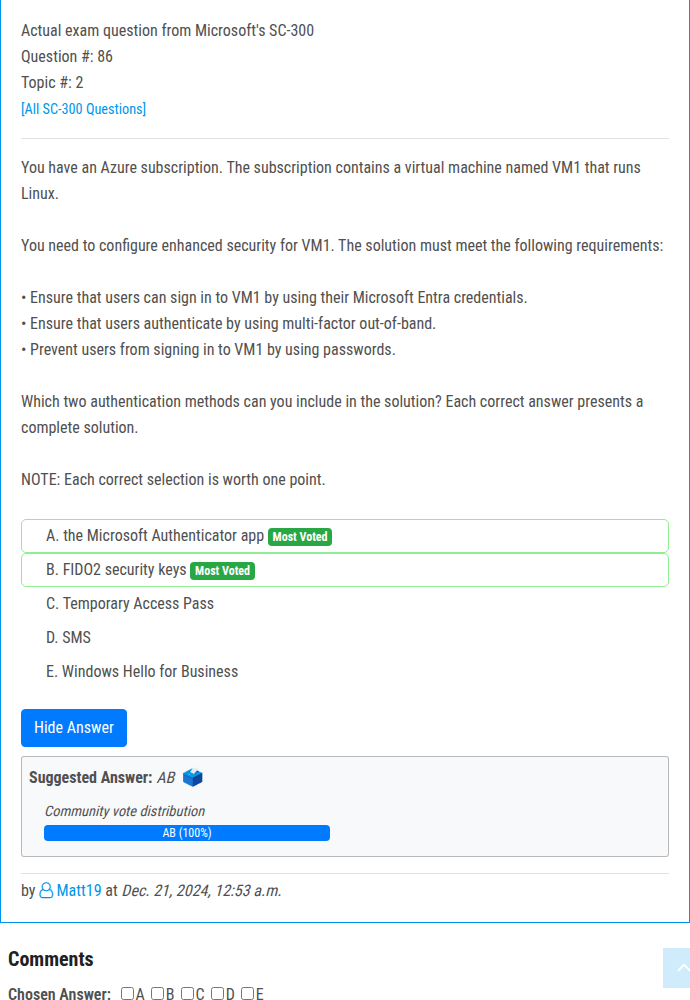 Actual exam question from Microsoft's SC-300
Question #: 86
Topic #: 2
[All SC-300 Questions]
You have an Azure subscription. The subscription contains a virtual machine named VM1 that runs
Linux.
You need to configure enhanced security for VM1. The solution must meet the following requirements:
• Ensure that users can sign in to VM1 by using their Microsoft Entra credentials.
• Ensure that users authenticate by using multi-factor out-of-band.
• Prevent users from signing in to VM1 by using passwords.
Which two authentication methods can you include in the solution? Each correct answer presents a
complete solution.
NOTE: Each correct selection is worth one point.
A. the Microsoft Authenticator app Most Voted
B. FIDO2 security keys Most Voted
C. Temporary Access Pass
D. SMS
E. Windows Hello for Business
Hide Answer
Suggested Answer: AB
Community vote distribution
AB (100%)
by Matt19 at Dec. 21, 2024, 12:53 a.m.
Comments
Chosen Answer: A B C D E